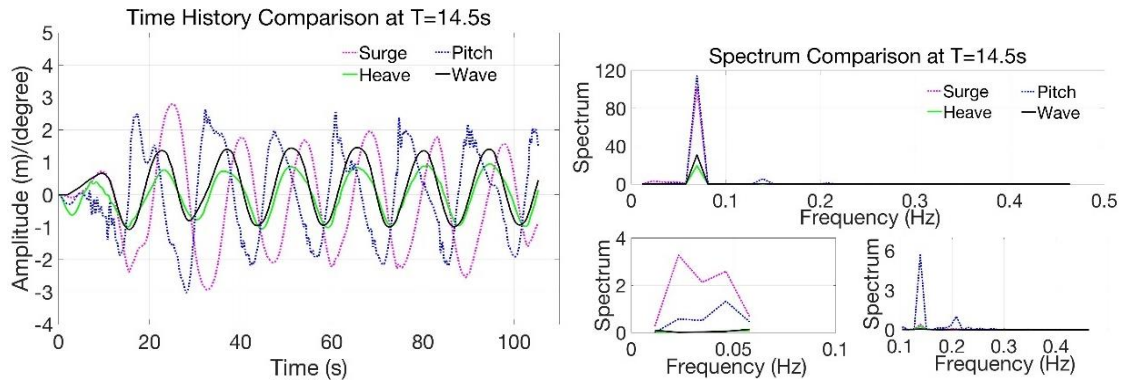 Time History Comparison at T=14.5s
Amplitude (m)/(degree)
5
4
3
2
1
0
-1
-2
-3
-4
Surge
Pitch
Heave
Wave
0
20
40
60
80
100
Time (s)
Spectrum Comparison at T=14.5s
Spectrum
120
80
40
0
Surge
Pitch
Heave
Wave
0
0.1
0.2
0.3
0.4
0.5
Frequency (Hz)
Spectrum
4
2
0
0
0.05
0.1
Frequency (Hz)
Spectrum
6
3
0
0.1
0.2
0.3
0.4
Frequency (Hz)